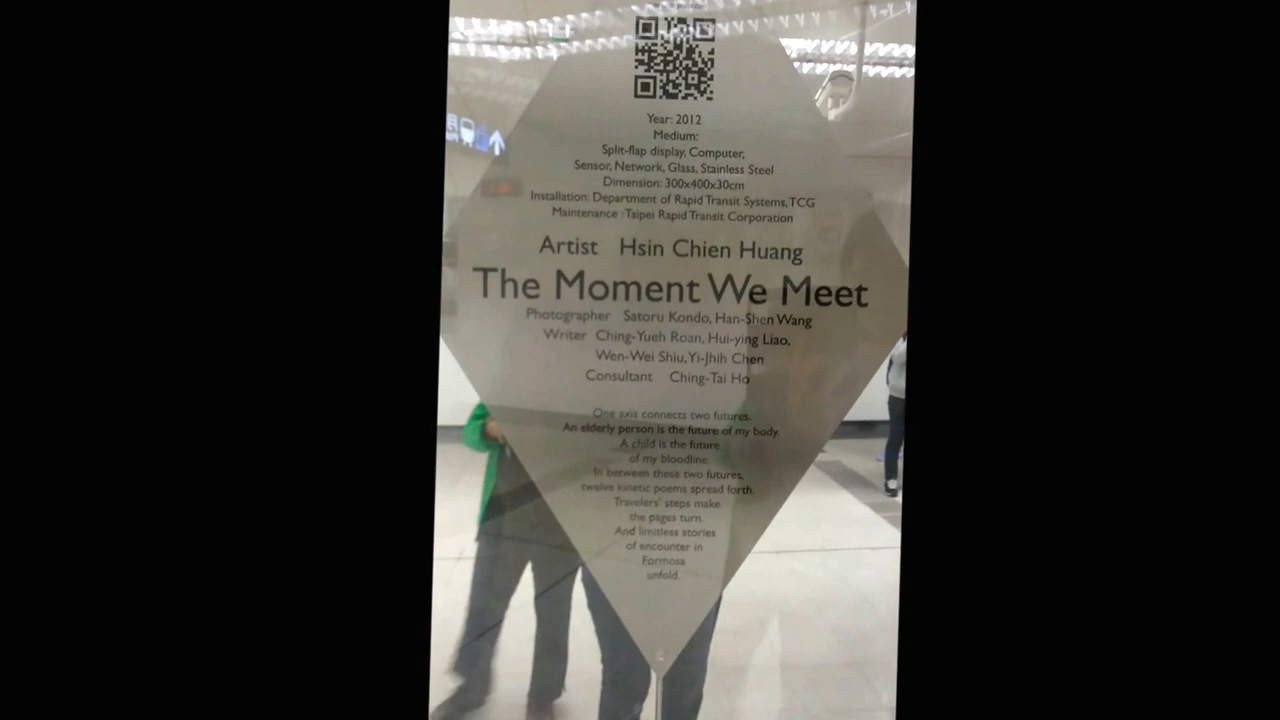 Year: 2012
Medium:
Split-flap display, Computer,
Sensor, Network, Glass, Stainless Steel
Dimension: 300x400x30cm
Installation: Department of Rapid Transit Systems, TCG
Maintenance : Taipei Rapid Transit Corporation
Artist Hsin Chien Huang
The Moment We Meet
Photographer Satoru Kondo, Han-Shen Wang
Writer Ching-Yueh Roan, Hui-ying Liao,
Wen-Wei Shiu, Yi-Jhih Chen
Consultant Ching-Tai Ho
One axis connects two futures.
An elderly person is the future of my body.
A child is the future
of my bloodline.
In between these two futures,
twelve kinetic poems spread forth.
Travelers' steps make
the pages turn.
And limitless stories
of encounter in
Formosa
unfold.